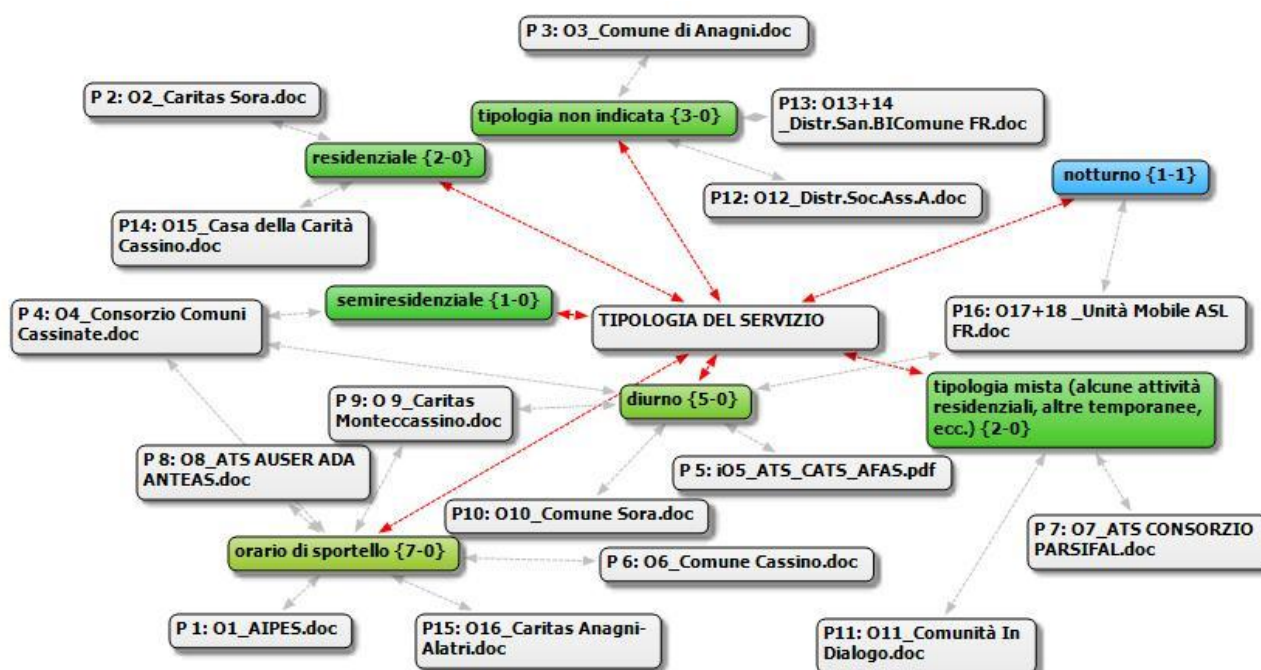 P 3: O3_Comune di Anagni.doc
P 2: O2_Caritas Sora.doc
tipologia non indicata {3-0}
P13: O13+14
_Distr.San.BIComune FR.doc
residenziale {2-0}
notturno {1-1}
P12: O12_Distr.Soc.Ass.A.doc
P14: O15_Casa della Carità
Cassino.doc
semiresidenziale {1-0}
P 4: O4_Consorzio Comuni
Cassinate.doc
TIPOLOGIA DEL SERVIZIO
P16: O17+18 _Unità Mobile ASL
FR.doc
P 9: O 9_Caritas
Monteccassino.doc
diurno {5-0}
tipologia mista (alcune attività
residenziali, altre temporanee,
ecc.) {2-0}
P 8: O8_ATS AUSER ADA
ANTEAS.doc
P 5: iO5_ATS_CATS_AFAS.pdf
P10: O10_Comune Sora.doc
P 7: O7_ATS CONSORZIO
PARSIFAL.doc
orario di sportello {7-0}
P 6: O6_Comune Cassino.doc
P 1: O1_AIPES.doc
P15: O16_Caritas Anagni-
Alatri.doc
P11: O11_Comunità In
Dialogo.doc